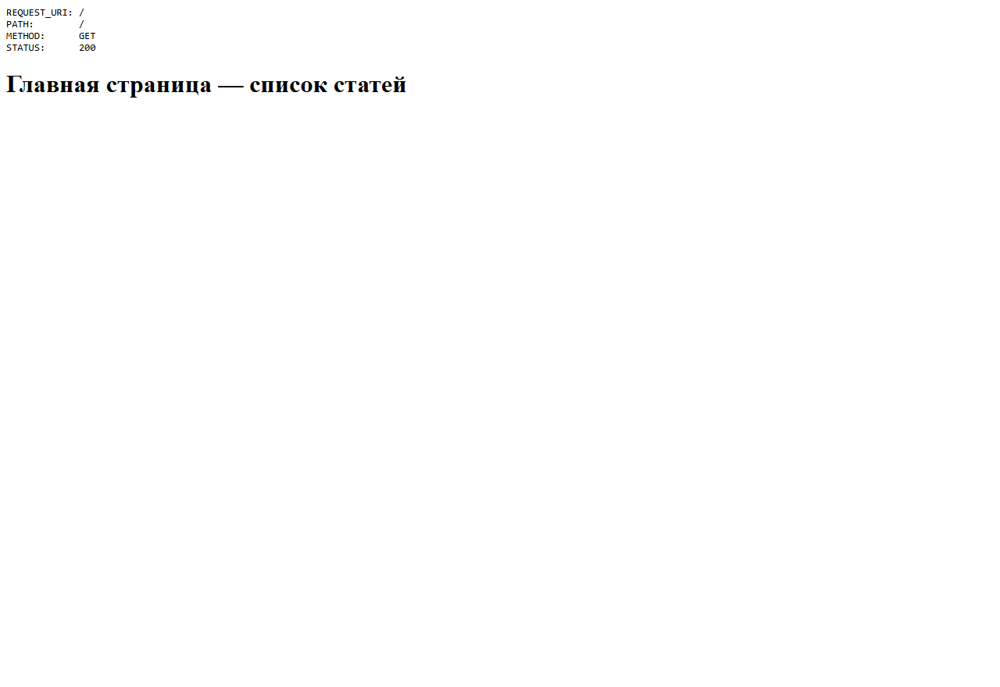 REQUEST_URI: /
PATH:        /
METHOD:      GET
STATUS:      200
Главная страница — список статей